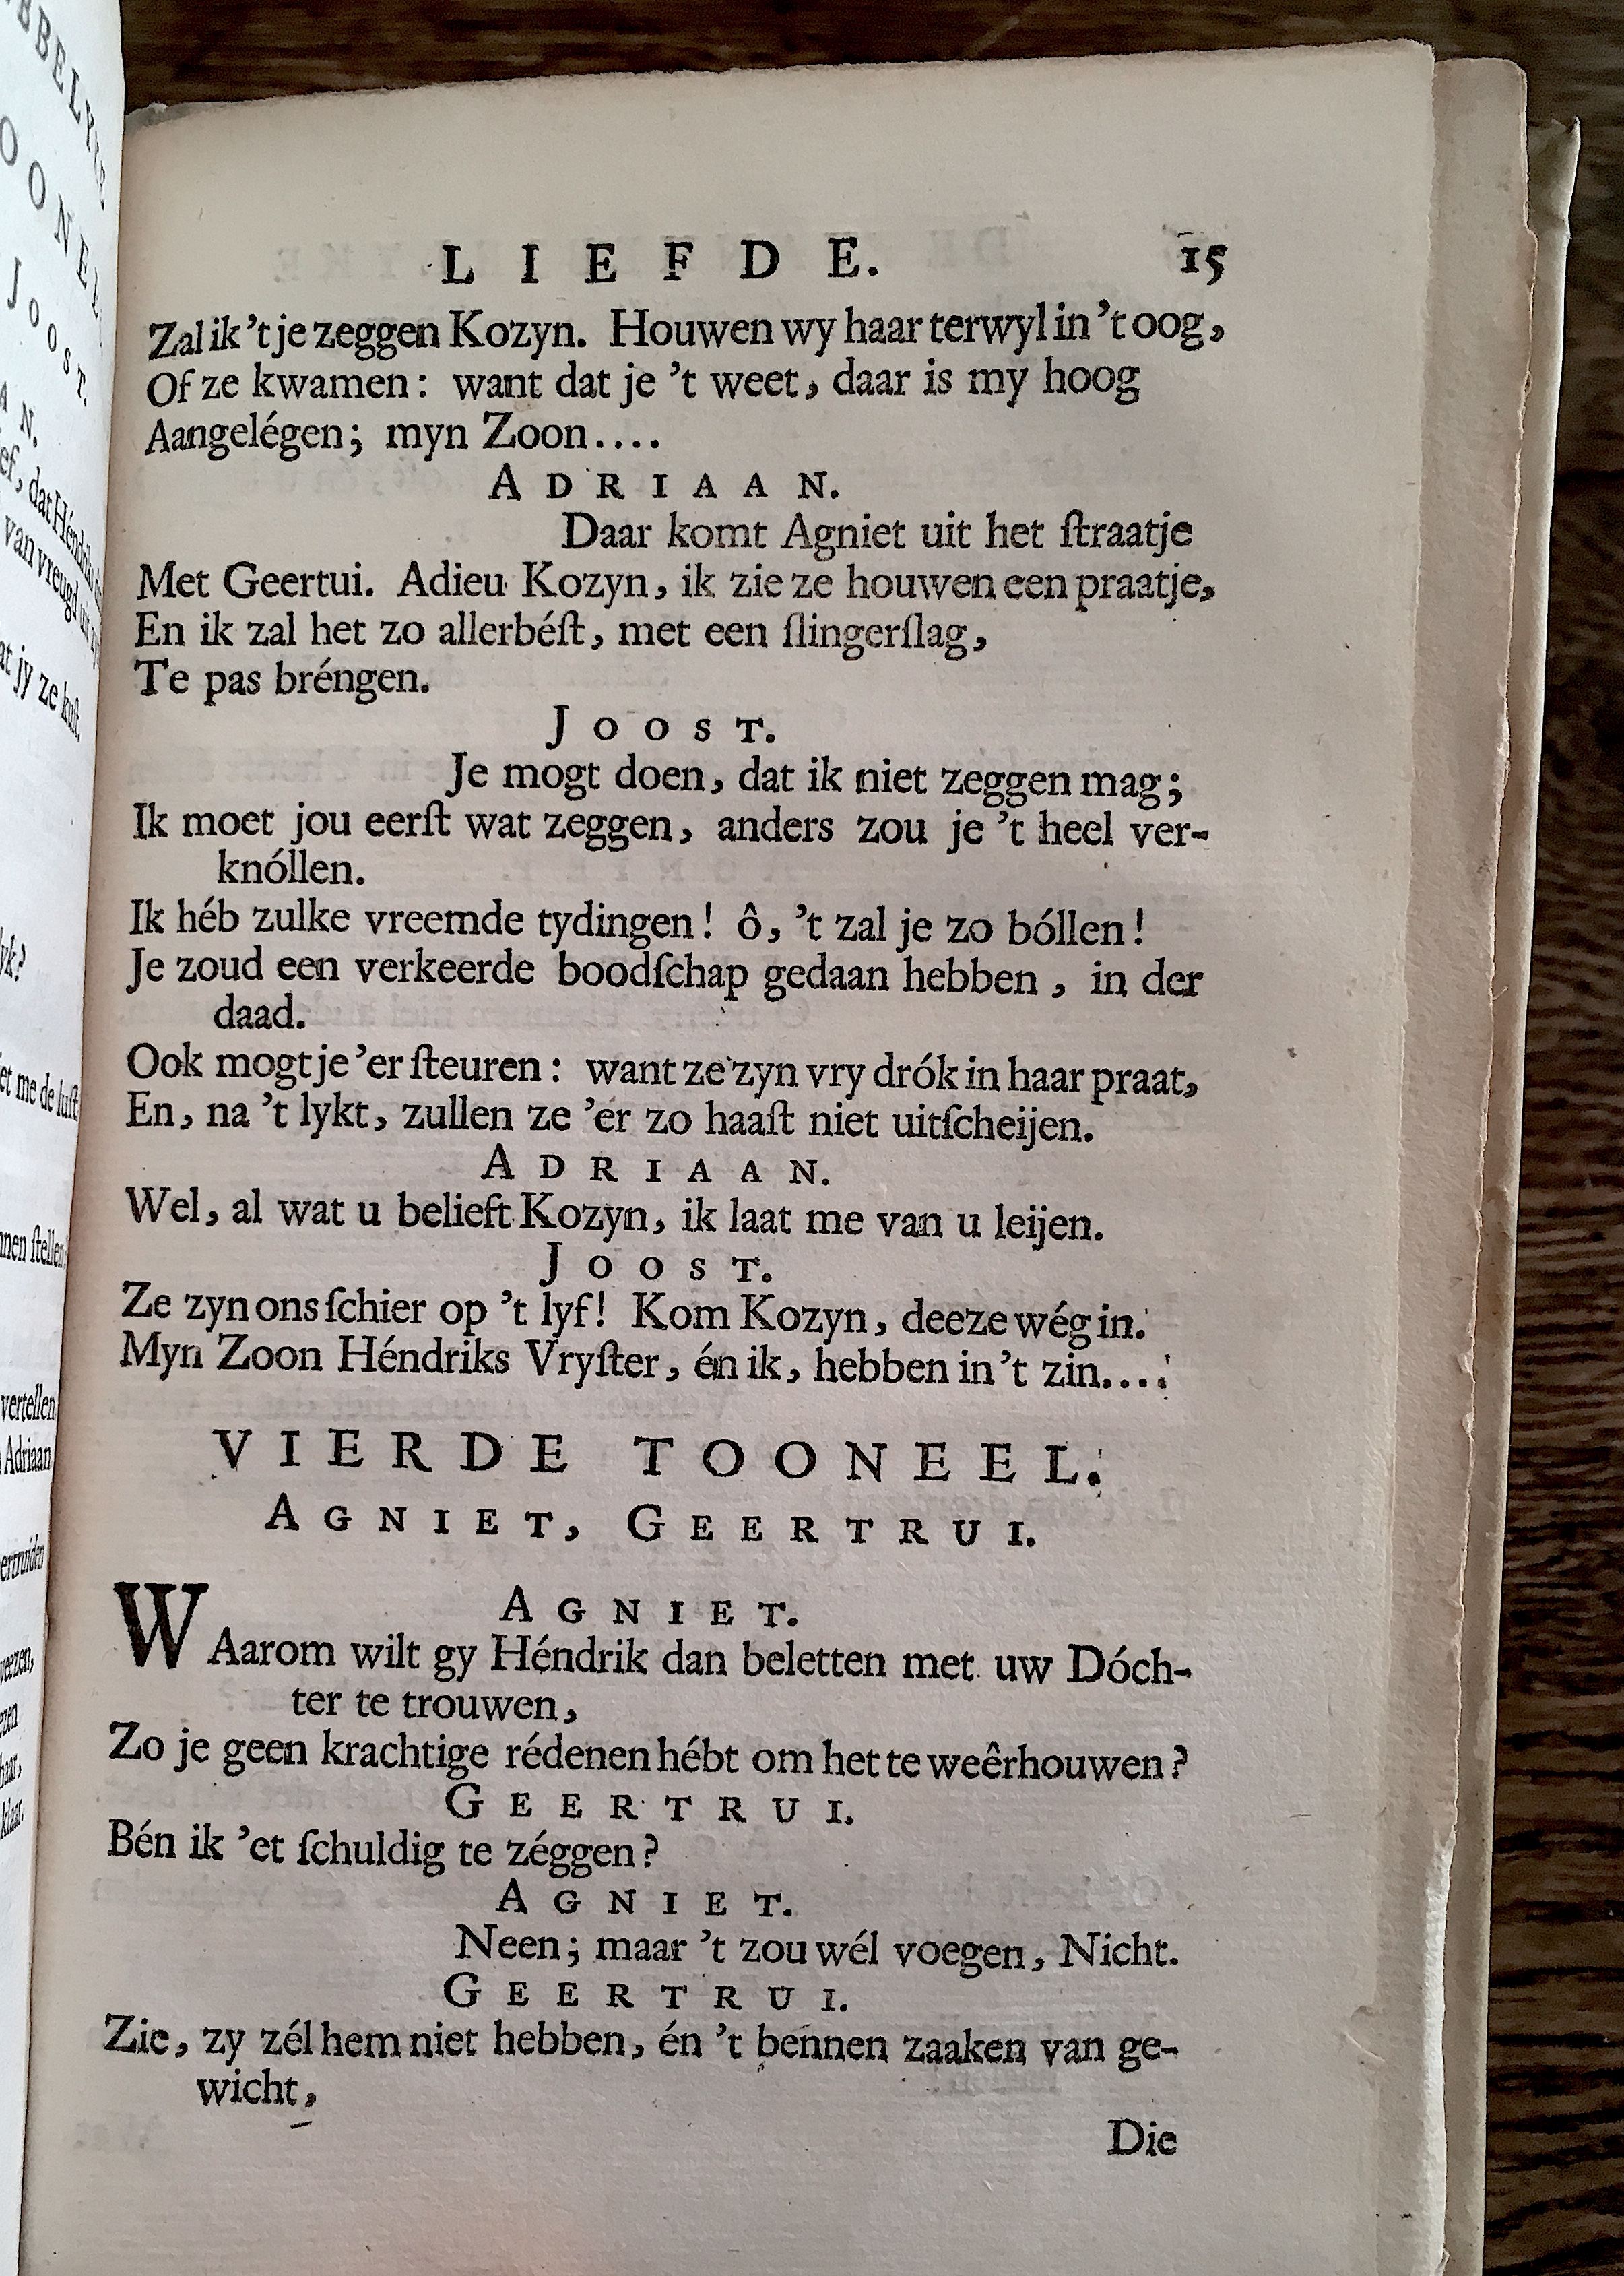 LIEFDE. 15
Zal ik 't je zeggen Kozyn. Houwen wy haar terwyl in 't oog,
Of ze kwamen: want dat je 't weet, daar is my hoog
Aangelégen; myn Zoon....
ADRIAAN.
Daar komt Agniet uit het ſtraatje
Met Geertui. Adieu Kozyn, ik zie ze houwen een praatje,
En ik zal het zo allerbéſt, met een ſlingerſlag,
Te pas bréngen.
JOOST.
Je mogt doen, dat ik niet zeggen mag;
Ik moet jou eerſt wat zeggen, anders zou je 't heel ver-
knóllen.
Ik héb zulke vreemde tydingen! ô, 't zal je zo bóllen!
Je zoud een verkeerde boodſchap gedaan hebben, in der
daad.
Ook mogt je 'er ſteuren: want ze zyn vry drók in haar praat,
En, na 't lykt, zullen ze 'er zo haaſt niet uitſcheijen.
ADRIAAN.
Wel, al wat u belieft Kozyn, ik laat me van u leijen.
JOOST.
Ze zyn ons ſchier op 't lyf! Kom Kozyn, deeze wég in.
Myn Zoon Héndriks Vryſter, én ik, hebben in 't zin....
VIERDE TOONEEL.
AGNIET, GEERTRUI.
AGNIET.
WAarom wilt gy Héndrik dan beletten met uw Dóch-
ter te trouwen,
Zo je geen krachtige rédenen hébt om het te weêrhouwen?
GEERTRUI.
Bén ik 'et ſchuldig te zéggen?
AGNIET.
Neen; maar 't zou wél voegen, Nicht.
GEERTRUI.
Zie, zy zél hem niet hebben, én 't bennen zaaken van ge-
wicht,
Die